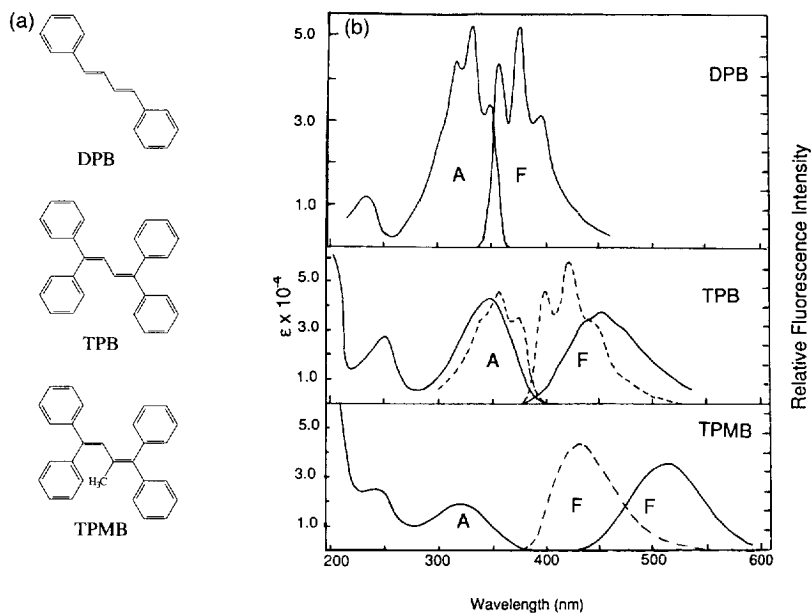 (a)
DPB
TPB
H₃C
TPMB
(b)
DPB
5.0
3.0
1.0
A
F
TPB
5.0
3.0
1.0
A
F
TPMB
5.0
3.0
1.0
A
F
F
200 300 400 500 600
Wavelength (nm)
ε x 10⁻⁴
Relative Fluorescence Intensity